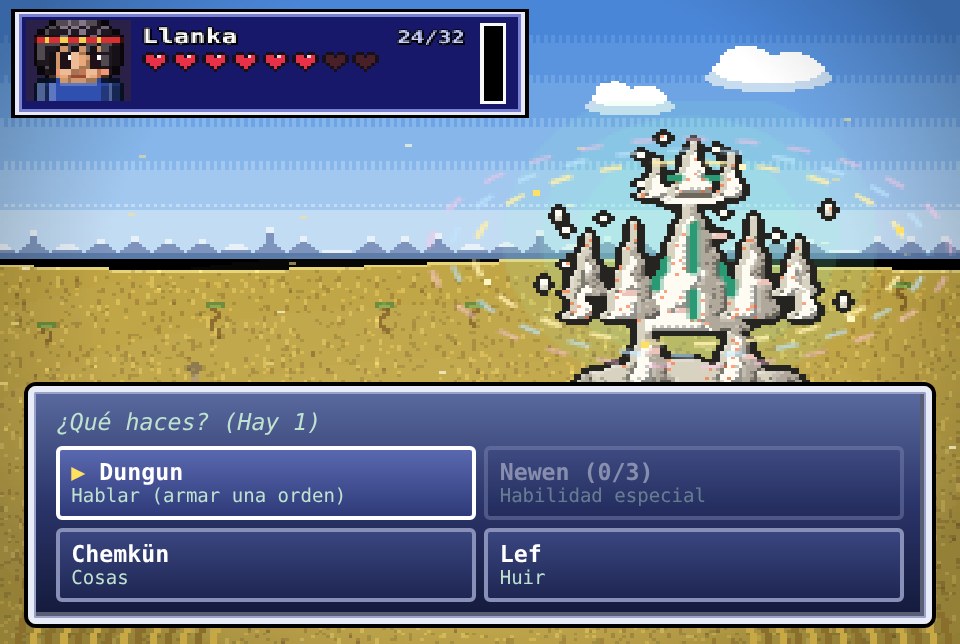 Llanka 24/32
¿Qué haces? (Hay 1)
▶ Dungun
Hablar (armar una orden)
Newen (0/3)
Habilidad especial
Chemkün
Cosas
Lef
Huir